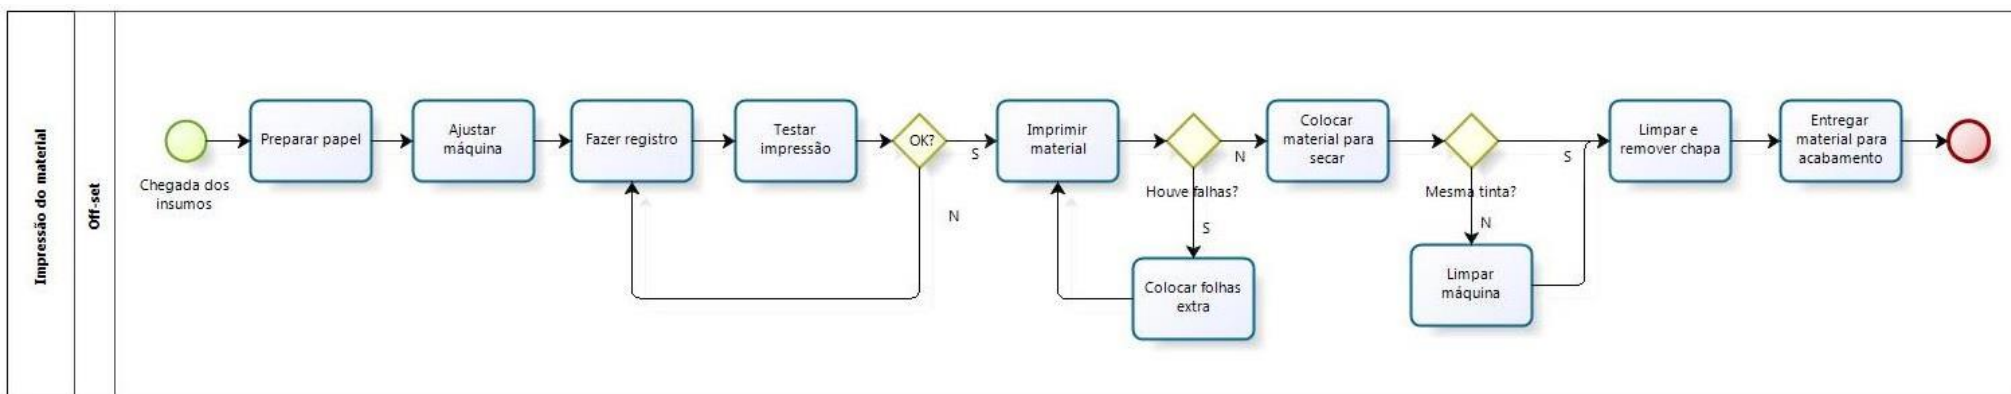 Impressão do material
Off-set
Chegada dos
insumos
Preparar papel
Ajustar
máquina
Fazer registro
Testar
impressão
OK?
S
N
Imprimir
material
Houve falhas?
N
S
Colocar folhas
extra
Colocar
material para
secar
Mesma tinta?
S
N
Limpar
máquina
Limpar e
remover chapa
Entregar
material para
acabamento